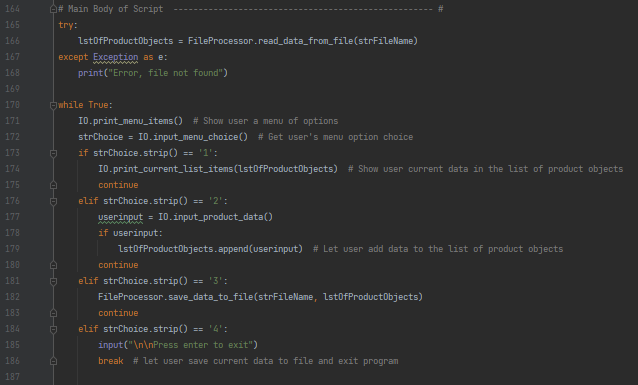 164 # Main Body of Script  ---------------------------------------------------- #
165 try:
166     lstOfProductObjects = FileProcessor.read_data_from_file(strFileName)
167 except Exception as e:
168     print("Error, file not found")
169
170 while True:
171     IO.print_menu_items()  # Show user a menu of options
172     strChoice = IO.input_menu_choice()  # Get user's menu option choice
173     if strChoice.strip() == '1':
174         IO.print_current_list_items(lstOfProductObjects)  # Show user current data in the list of product objects
175         continue
176     elif strChoice.strip() == '2':
177         userinput = IO.input_product_data()
178         if userinput:
179             lstOfProductObjects.append(userinput)  # Let user add data to the list of product objects
180         continue
181     elif strChoice.strip() == '3':
182         FileProcessor.save_data_to_file(strFileName, lstOfProductObjects)
183         continue
184     elif strChoice.strip() == '4':
185         input("\n\nPress enter to exit")
186         break  # let user save current data to file and exit program
187